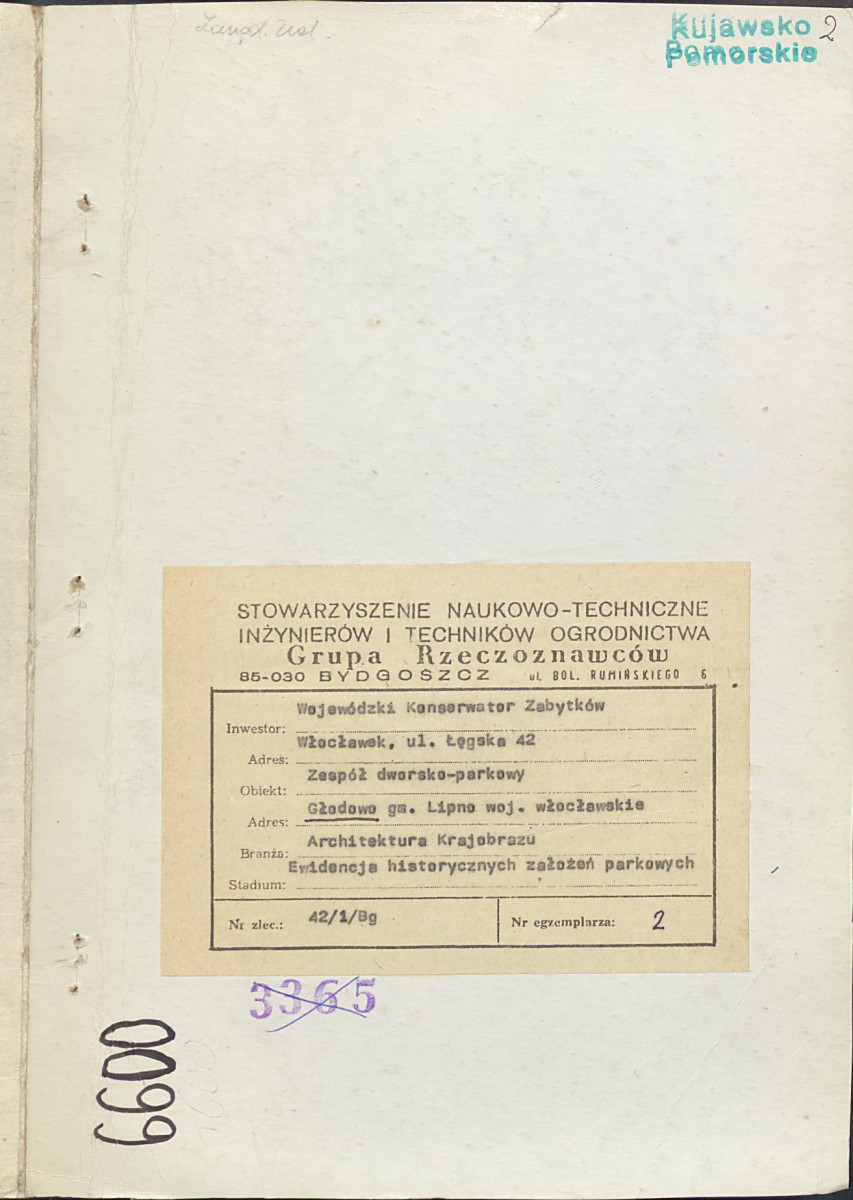 Kujawsko 2
Pomorskie
STOWARZYSZENIE NAUKOWO-TECHNICZNE
INŻYNIERÓW I TECHNIKÓW OGRODNICTWA
Grupa Rzeczoznawców
85-030 BYDGOSZCZ ul. BOL. RUMIŃSKIEGO 6
Wojewódzki Konserwator Zabytków
Inwestor:
Włocławek, ul. Łęgska 42
Adres:
Zespół dworsko-parkowy
Obiekt:
Głodowo gm. Lipno woj. włocławskie
Adres:
Architektura Krajobrazu
Branża:
Ewidencja historycznych założeń parkowych
Stadium:
Nr zlec.: 42/1/Bg Nr egzemplarza: 2
3365
6600